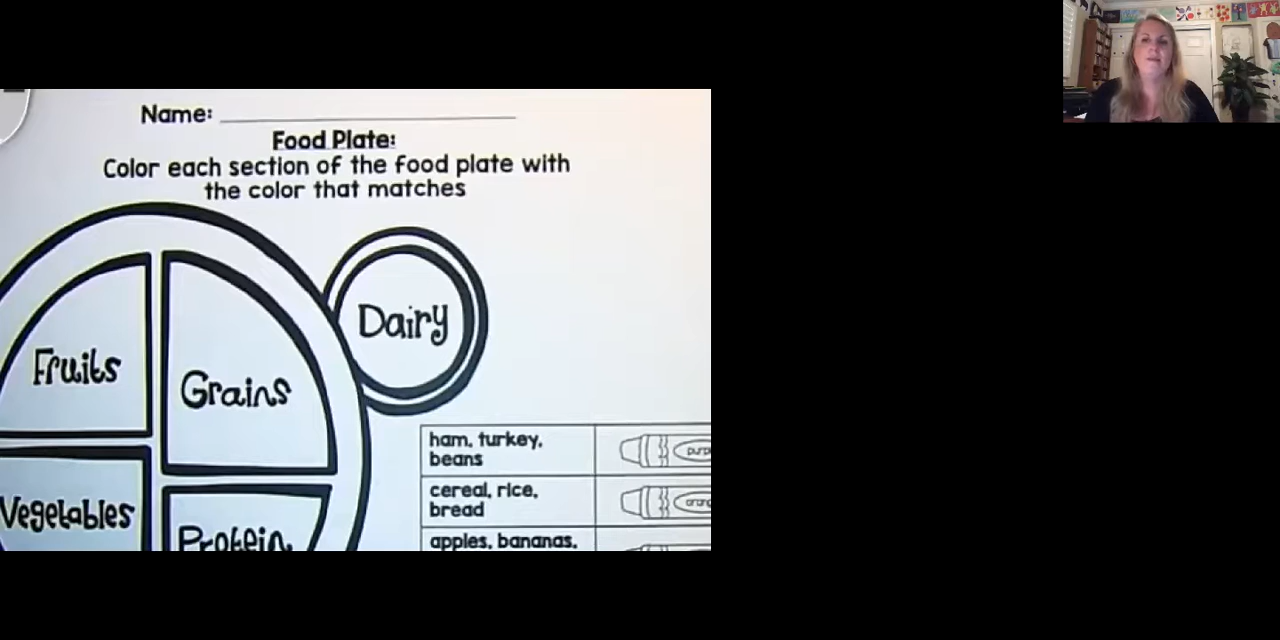 Name:
Food Plate:
Color each section of the food plate with
the color that matches
Dairy
Fruits
Grains
Vegetables
Protein
ham, turkey,
beans
cereal, rice,
bread
apples, bananas,